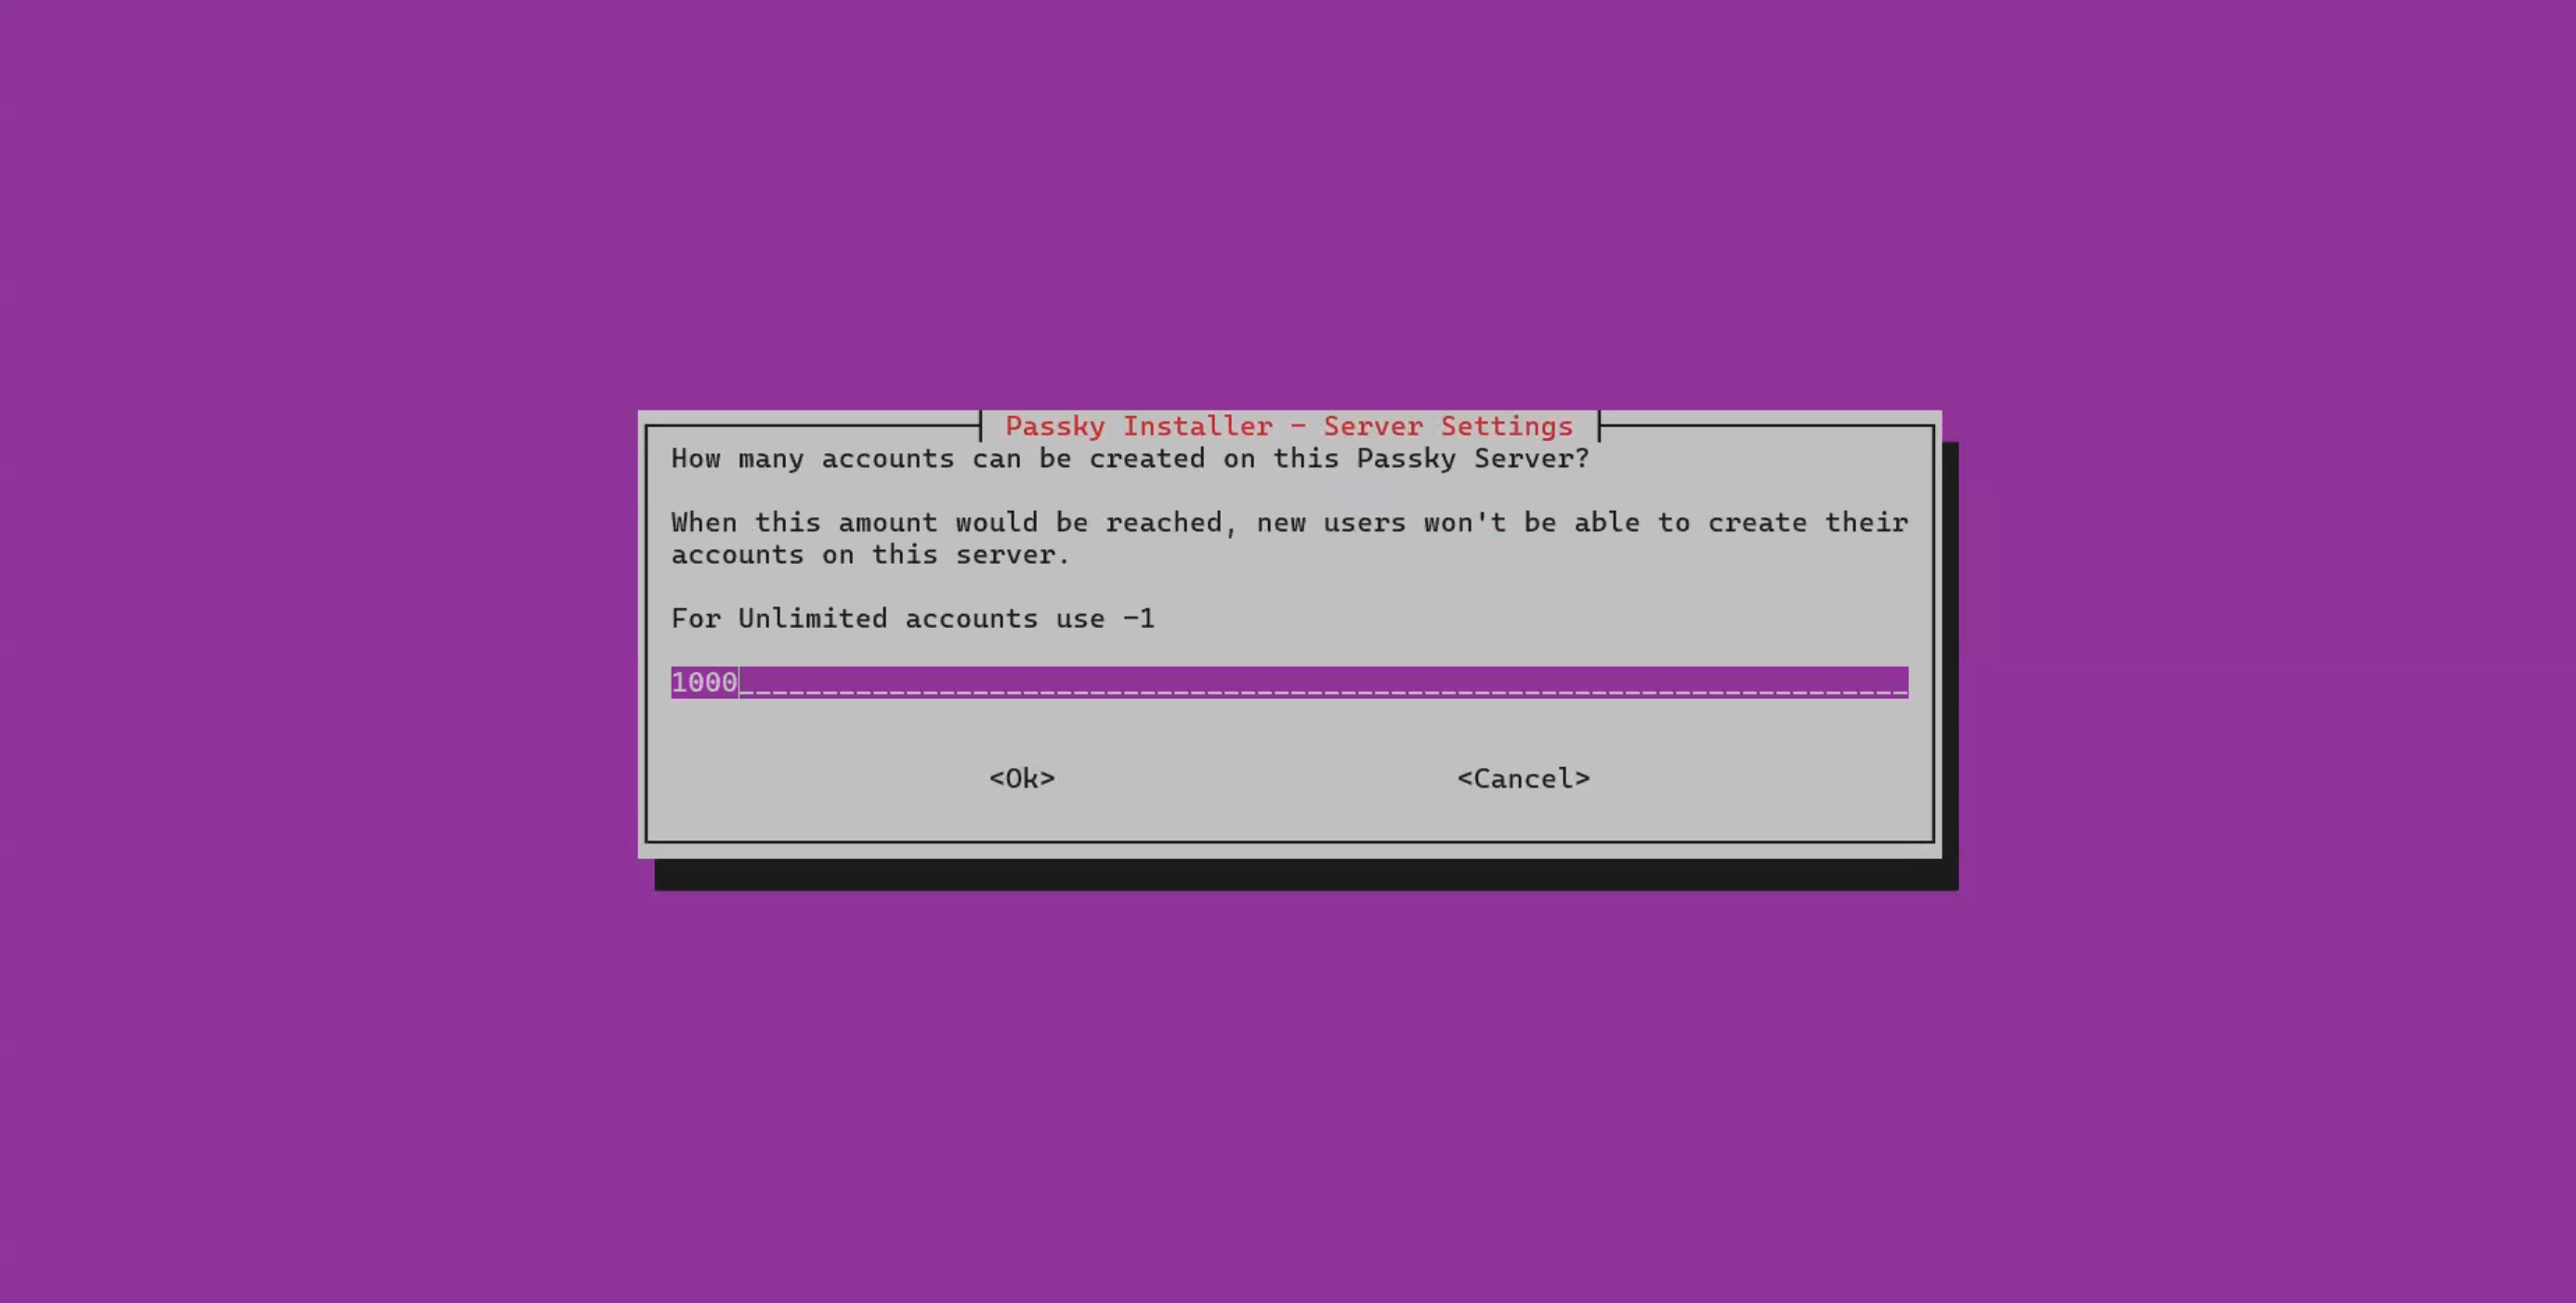 Passky Installer - Server Settings
How many accounts can be created on this Passky Server?
When this amount would be reached, new users won't be able to create their
accounts on this server.
For Unlimited accounts use -1
1000
<Ok> <Cancel>